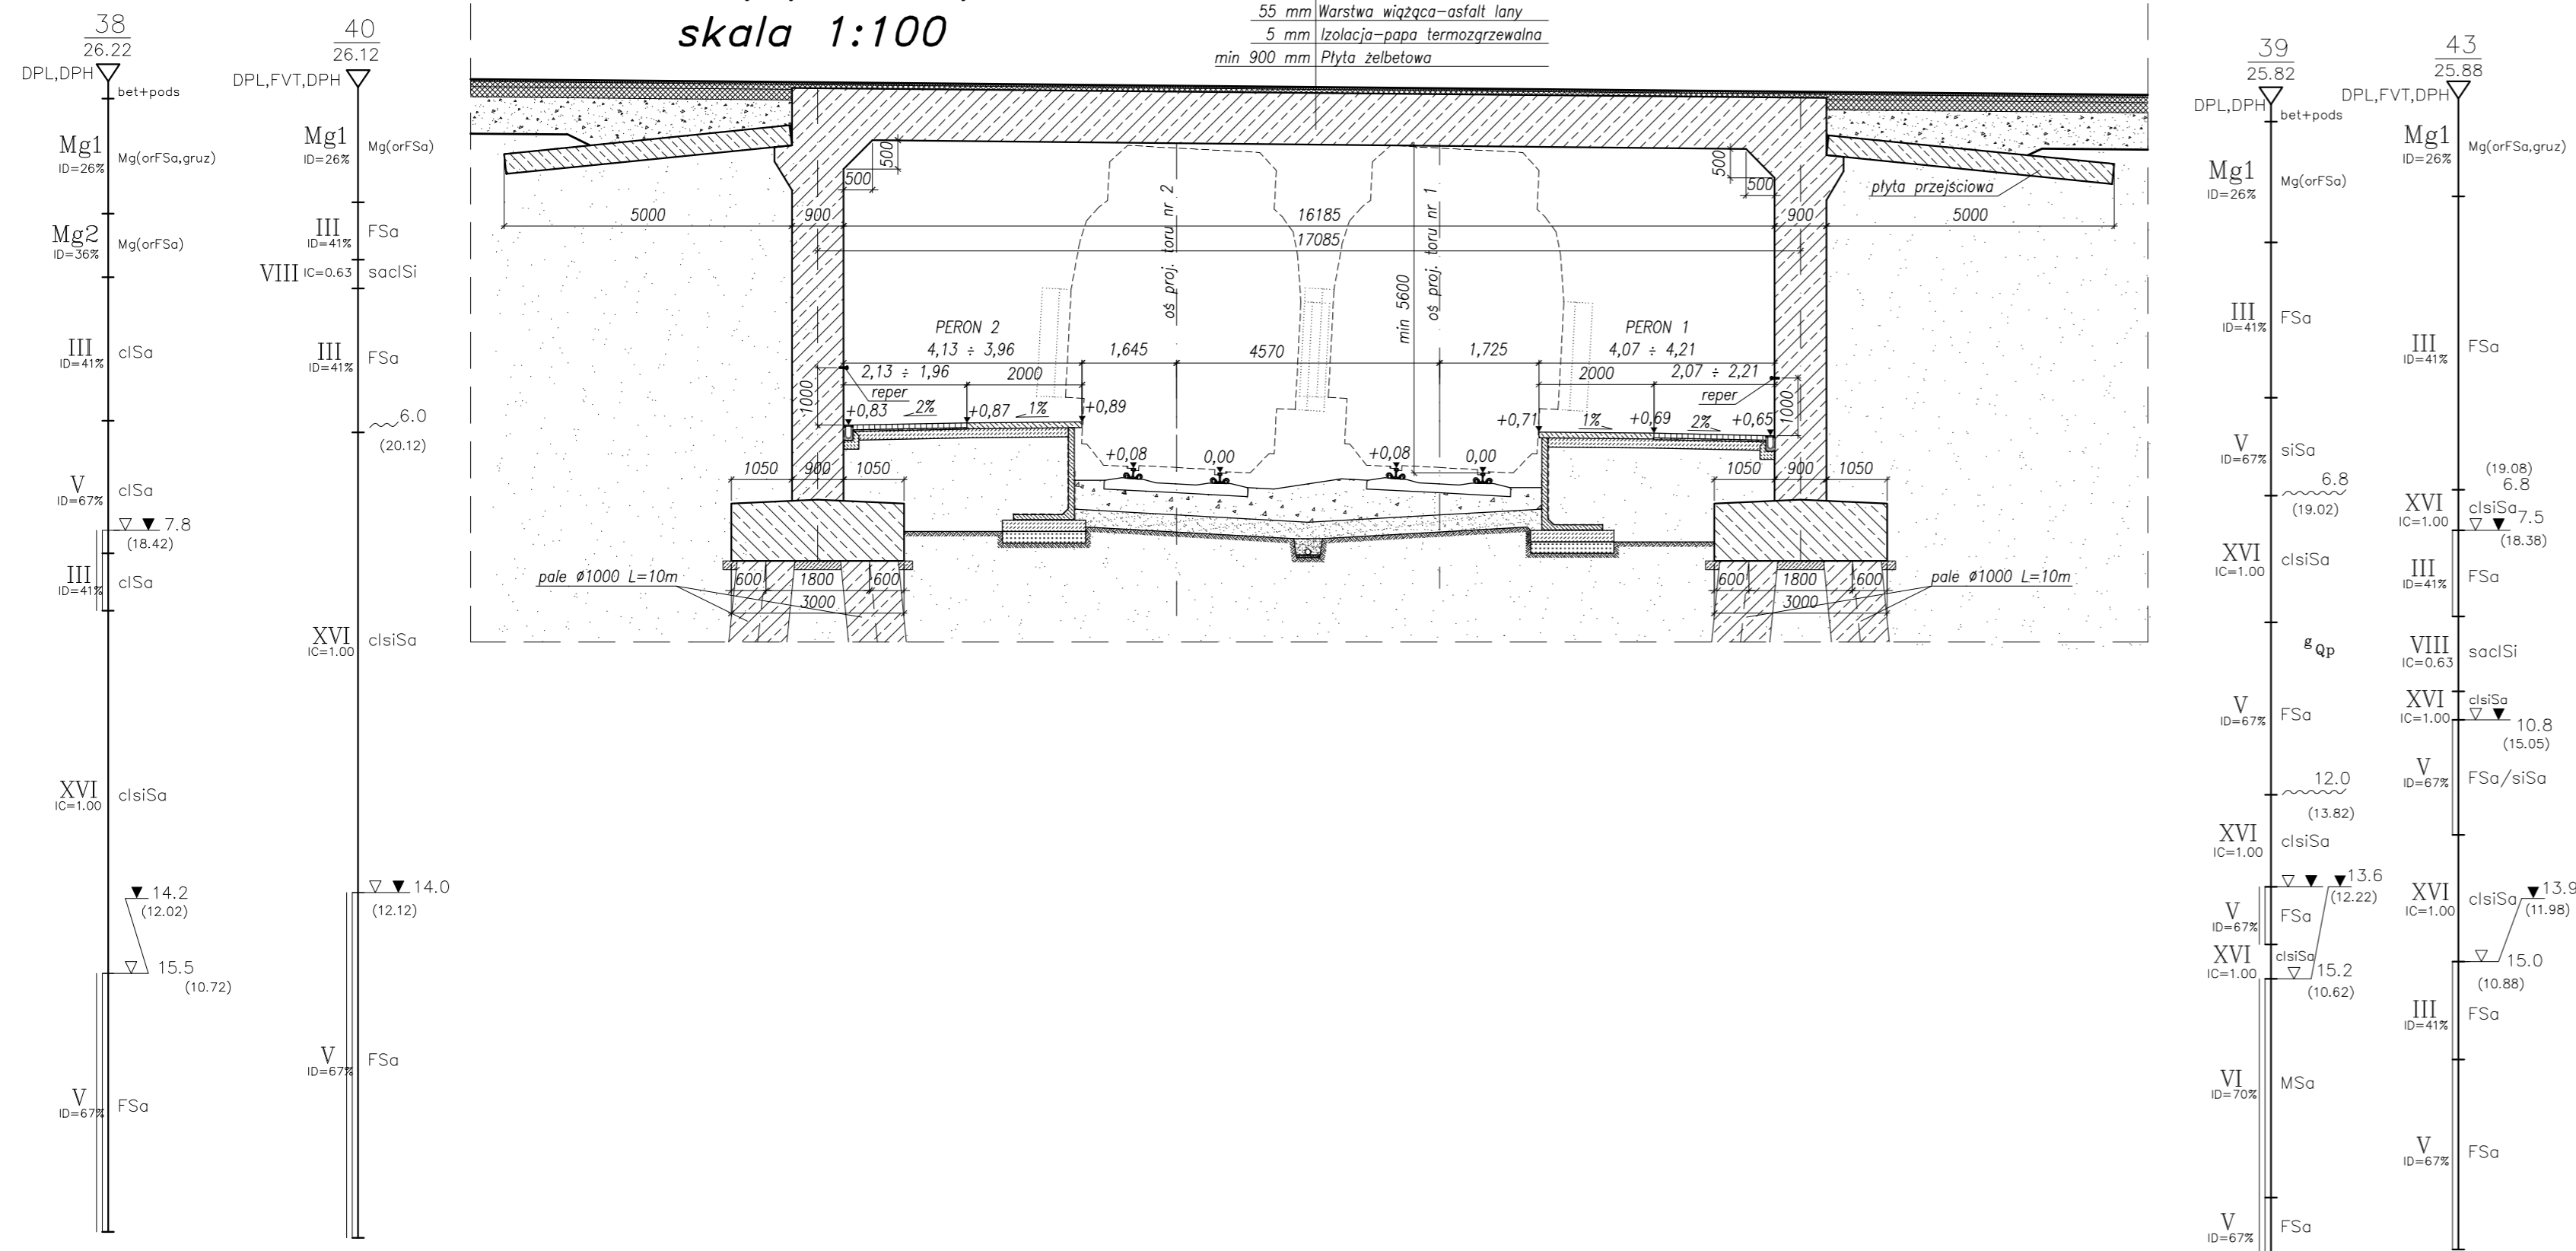 38
26.22
DPL,DPH
bet+pods
Mg1
ID=26%
Mg(orFSa,gruz)
Mg2
ID=36%
Mg(orFSa)
III
ID=41%
clSa
V
ID=67%
clSa
7.8
(18.42)
III
ID=41%
clSa
XVI
IC=1.00
clsiSa
14.2
(12.02)
15.5
(10.72)
V
ID=67%
FSa
40
26.12
DPL,FVT,DPH
Mg1
ID=26%
Mg(orFSa)
III
ID=41%
FSa
VIII IC=0.63 saclSi
III
ID=41%
FSa
6.0
(20.12)
XVI
IC=1.00
clsiSa
14.0
(12.12)
V
ID=67%
FSa
skala 1:100
55 mm Warstwa wiążąca-asfalt lany
5 mm Izolacja-papa termozgrzewalna
min 900 mm Płyta żelbetowa
500
500
500
500
płyta przejściowa
5000
900
16185
900
5000
17085
oś proj. toru nr 2
oś proj. toru nr 1
min 5600
PERON 2
4,13 ÷ 3,96
1,645
4570
1,725
PERON 1
4,07 ÷ 4,21
2,13 ÷ 1,96
2000
2000
2,07 ÷ 2,21
reper
reper
1000
1000
+0,83
2%
+0,87
1%
+0,89
+0,71
1%
+0,69
2%
+0,65
+0,08
0,00
+0,08
0,00
1050
900
1050
1050
900
1050
pale ø1000 L=10m
600
1800
600
3000
600
1800
600
3000
pale ø1000 L=10m
39
25.82
DPL,DPH
bet+pods
Mg1
ID=26%
Mg(orFSa)
III
ID=41%
FSa
V
ID=67%
siSa
6.8
(19.02)
XVI
IC=1.00
clsiSa
gQp
V
ID=67%
FSa
12.0
(13.82)
XVI
IC=1.00
clsiSa
13.6
(12.22)
V
ID=67%
FSa
XVI
IC=1.00
clsiSa
15.2
(10.62)
VI
ID=70%
MSa
V
ID=67%
FSa
43
25.88
DPL,FVT,DPH
Mg1
ID=26%
Mg(orFSa,gruz)
III
ID=41%
FSa
(19.08)
6.8
XVI
IC=1.00
clsiSa
7.5
(18.38)
III
ID=41%
FSa
VIII
IC=0.63
saclSi
XVI
IC=1.00
clsiSa
10.8
(15.05)
V
ID=67%
FSa/siSa
XVI
IC=1.00
clsiSa
13.9
(11.98)
15.0
(10.88)
III
ID=41%
FSa
V
ID=67%
FSa